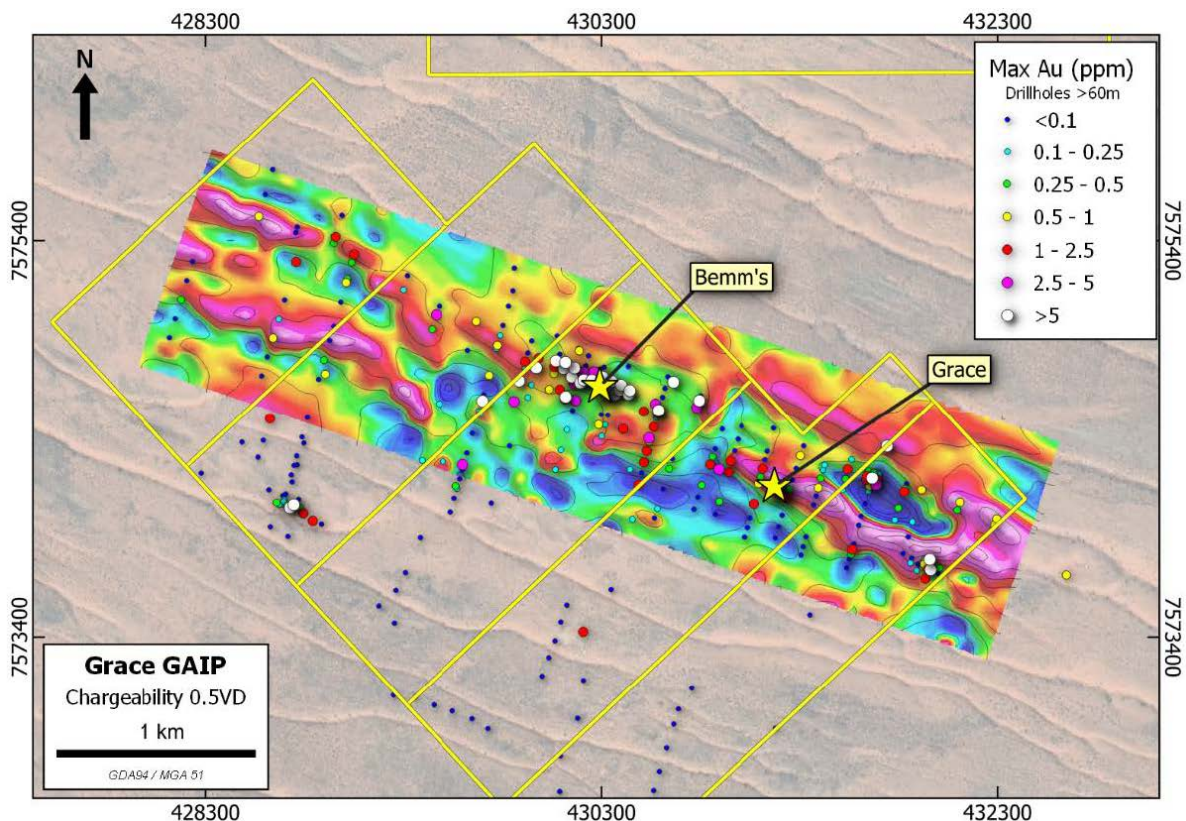 428300 430300 432300
N
Max Au (ppm)
Drillholes >60m
<0.1
0.1 - 0.25
0.25 - 0.5
0.5 - 1
1 - 2.5
2.5 - 5
>5
7575400 7575400
Bemm's
Grace
7573400 7573400
Grace GAIP
Chargeability 0.5VD
1 km
GDA94 / MGA 51
428300 430300 432300